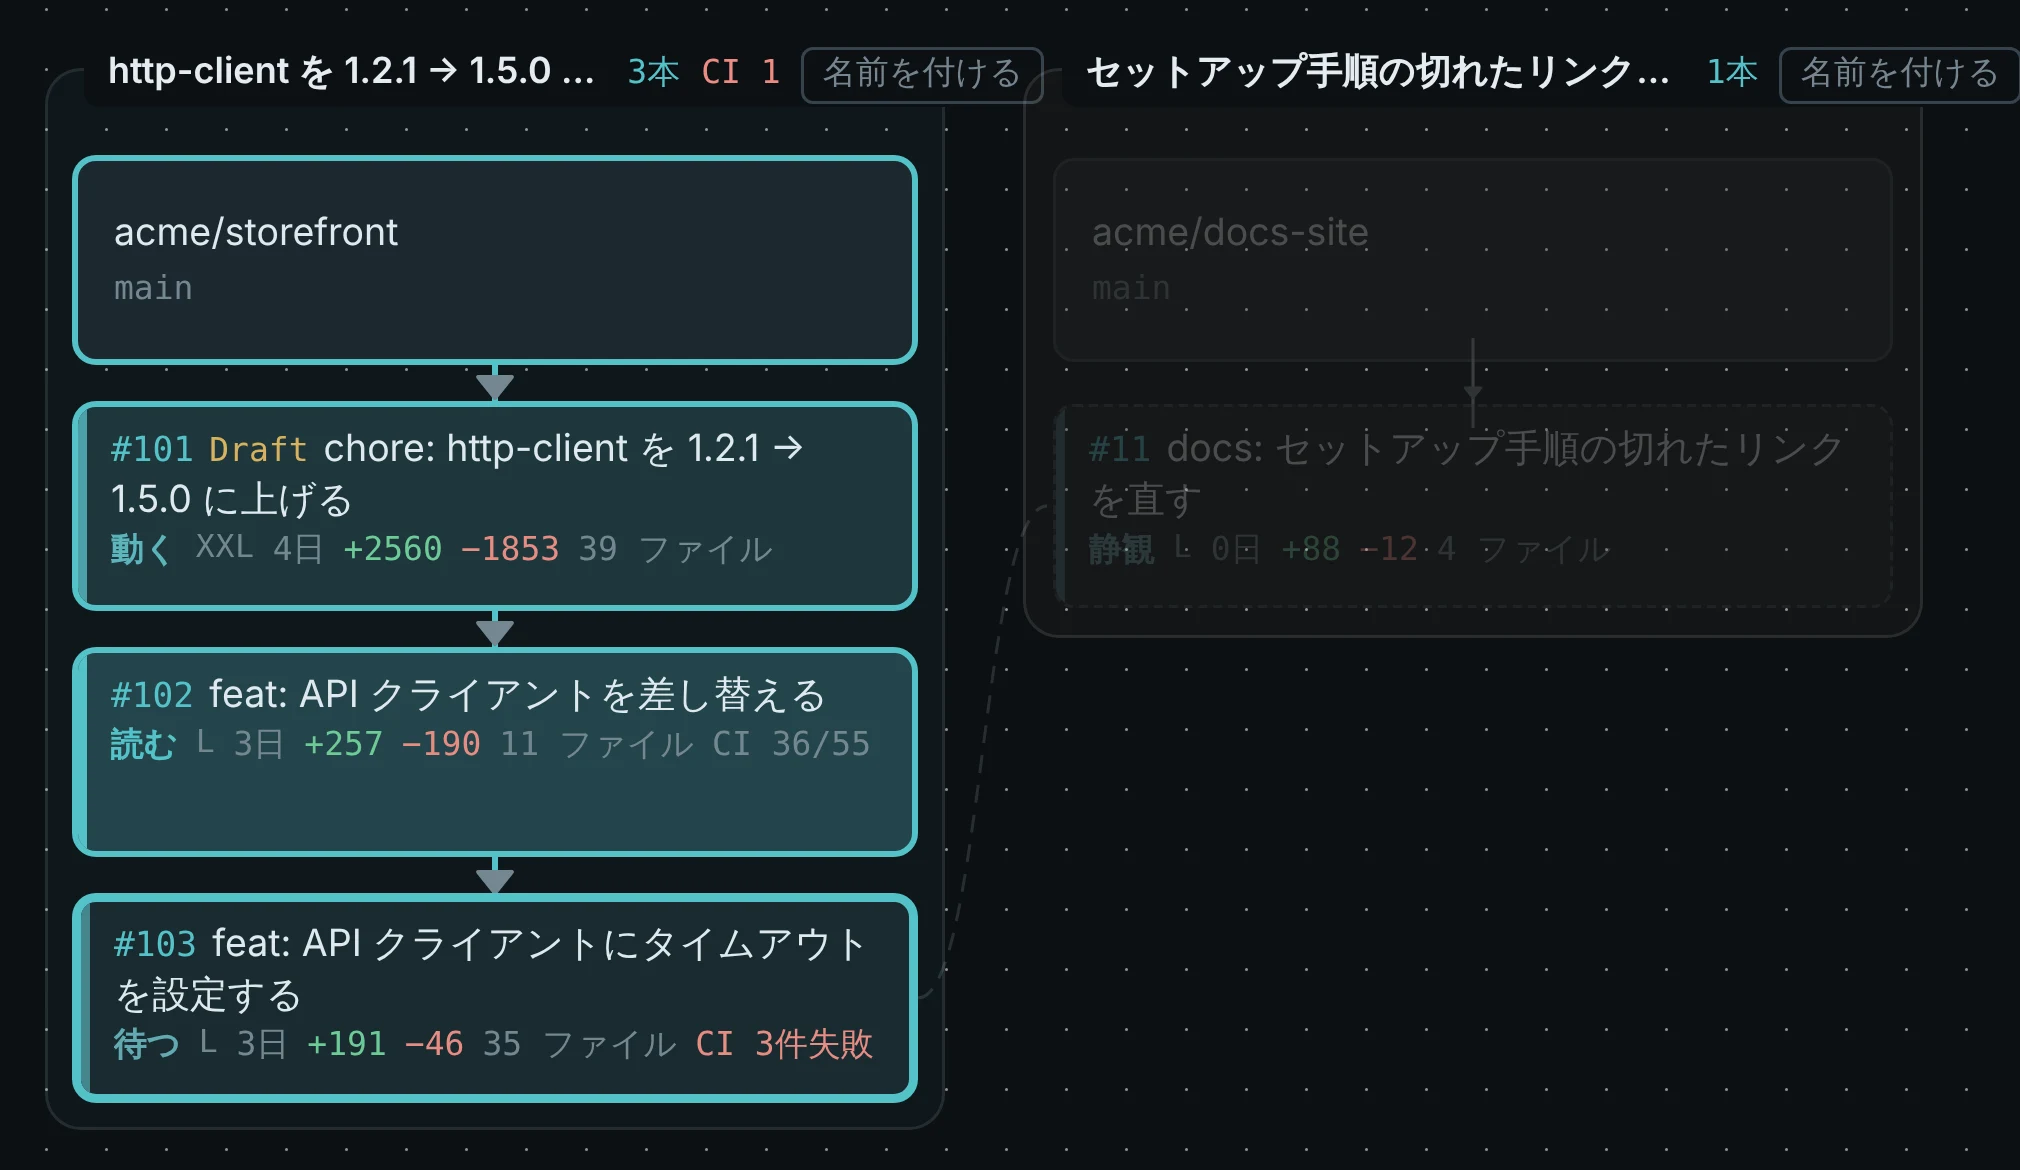 http-client を 1.2.1 → 1.5.0 ... 3本 CI 1 名前を付ける
acme/storefront
main
#101 Draft chore: http-client を 1.2.1 →
1.5.0 に上げる
動く XXL 4日 +2560 −1853 39 ファイル
#102 feat: API クライアントを差し替える
読む L 3日 +257 −190 11 ファイル CI 36/55
#103 feat: API クライアントにタイムアウト
を設定する
待つ L 3日 +191 −46 35 ファイル CI 3件失敗
セットアップ手順の切れたリンク... 1本 名前を付ける
acme/docs-site
main
#11 docs: セットアップ手順の切れたリンク
を直す
静観 L 0日 +88 −12 4 ファイル